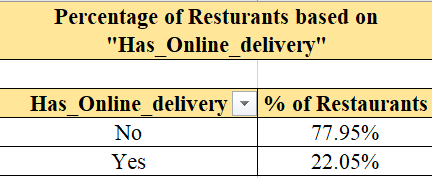 Percentage of Resturants based on
"Has_Online_delivery"
Has_Online_delivery % of Restaurants
No 77.95%
Yes 22.05%